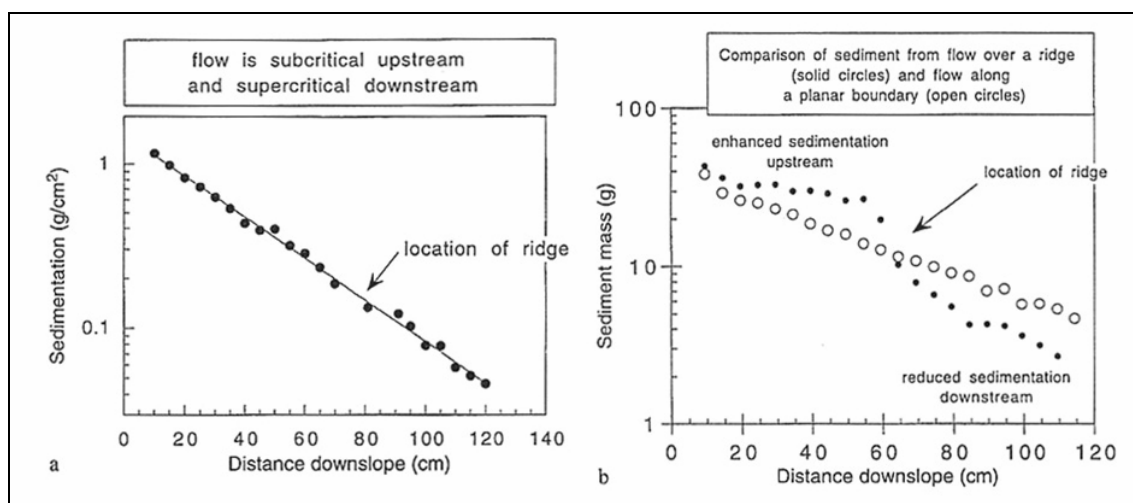 flow is subcritical upstream
and supercritical downstream
Sedimentation (g/cm²)
1
0.1
location of ridge
0 20 40 60 80 100 120 140
Distance downslope (cm)
a
Comparison of sediment from flow over a ridge
(solid circles) and flow along
a planar boundary (open circles)
Sediment mass (g)
100
10
1
enhanced sedimentation
upstream
location of ridge
reduced sedimentation
downstream
0 20 40 60 80 100 120
Distance downslope (cm)
b